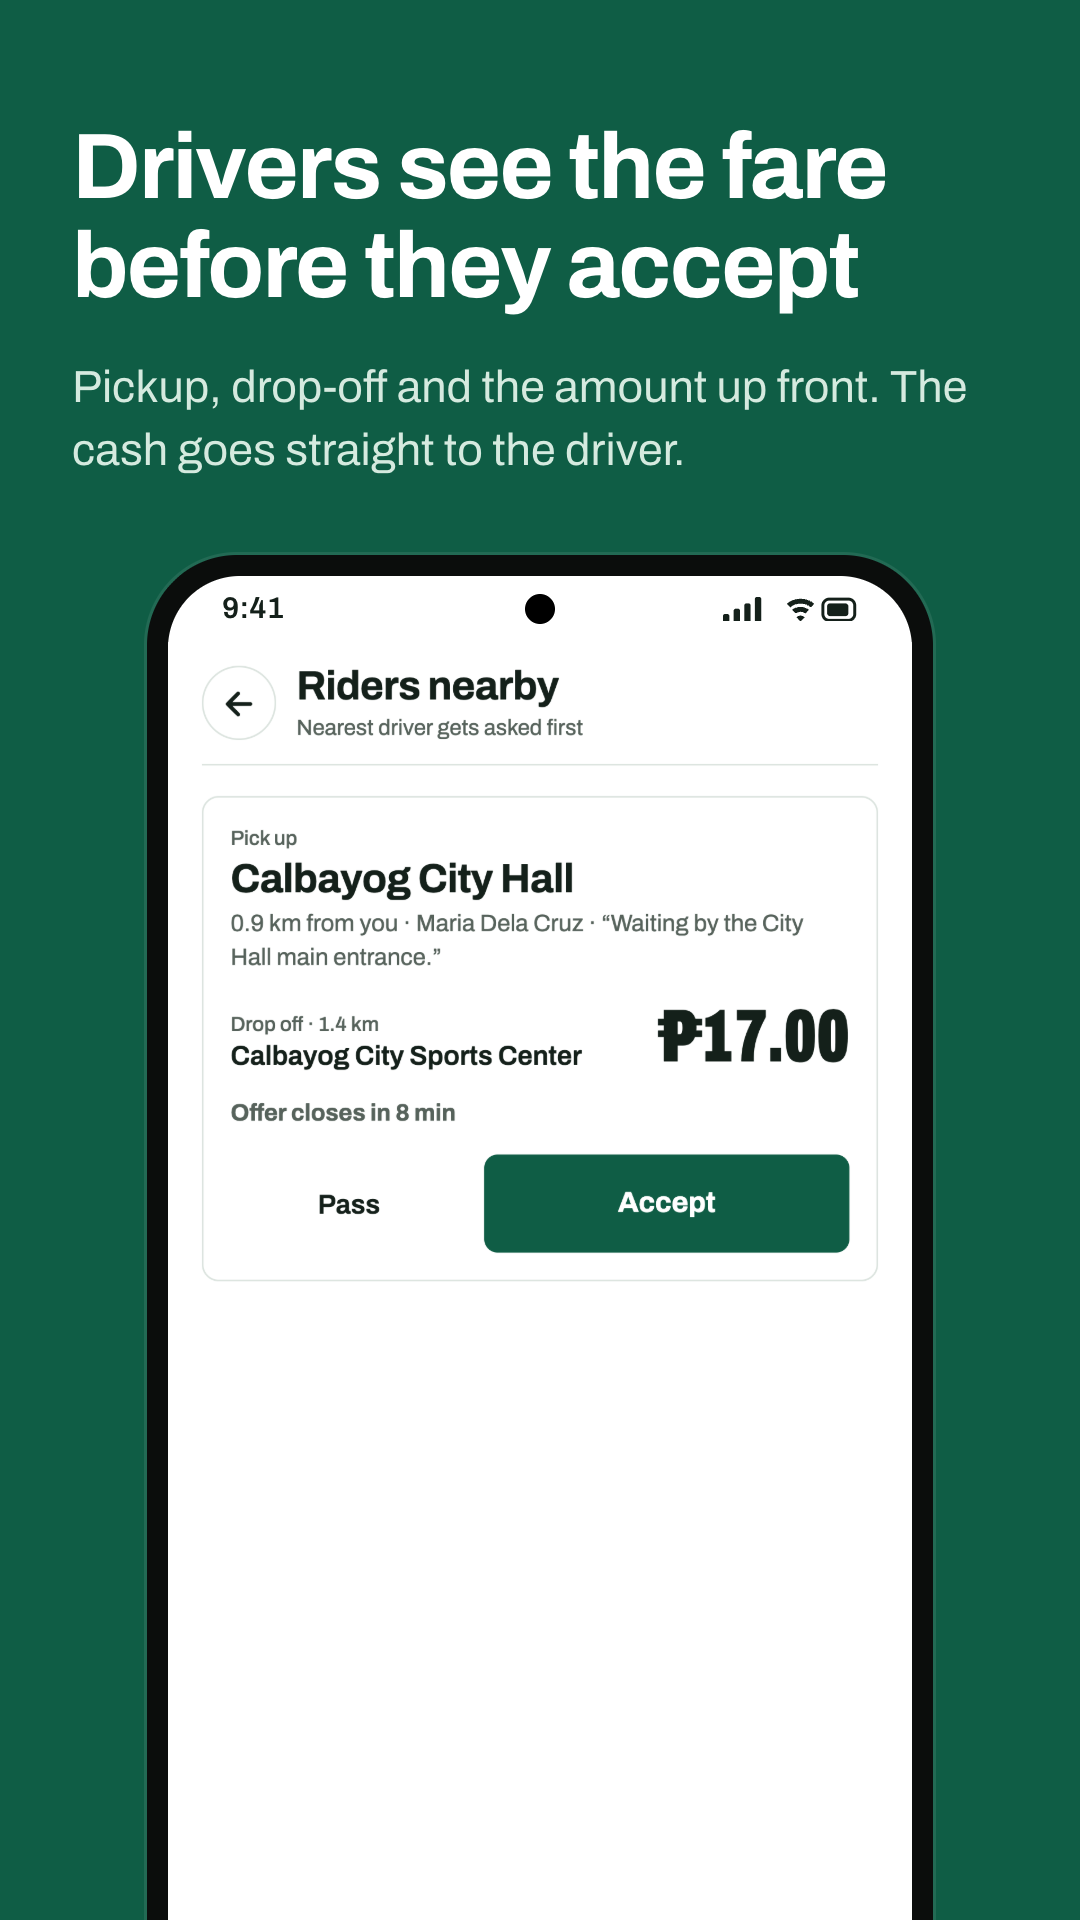 Drivers see the fare
before they accept
Pickup, drop-off and the amount up front. The
cash goes straight to the driver.
9:41
Riders nearby
Nearest driver gets asked first
Pick up
Calbayog City Hall
0.9 km from you · Maria Dela Cruz · “Waiting by the City
Hall main entrance.”
Drop off · 1.4 km
Calbayog City Sports Center
₱17.00
Offer closes in 8 min
Pass
Accept